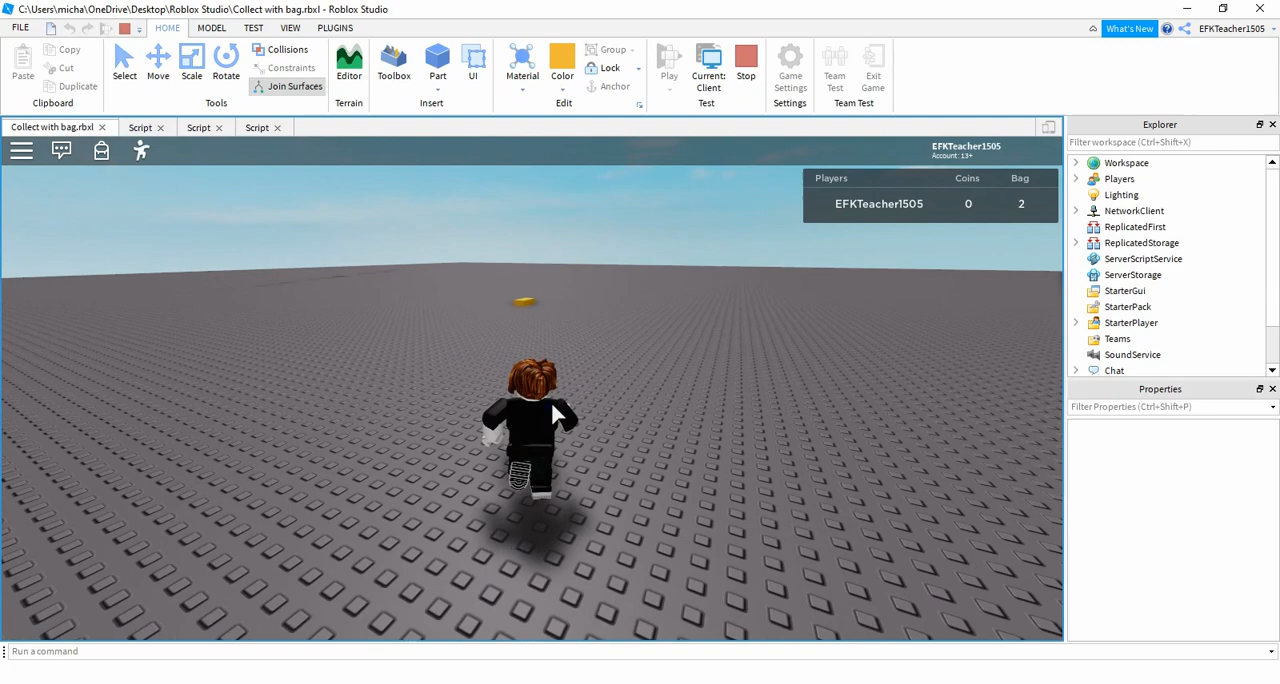 C:\Users\micha\OneDrive\Desktop\Roblox Studio\Collect with bag.rbxl - Roblox Studio
FILE HOME MODEL TEST VIEW PLUGINS What's New EFKTeacher1505
Paste Copy Cut Duplicate
Clipboard
Select Move Scale Rotate Collisions Constraints Join Surfaces
Tools
Editor
Terrain
Toolbox Part UI
Insert
Material Color Group Lock Anchor
Edit
Play Current: Client Stop
Test
Game Settings
Settings
Team Test Exit Game
Team Test
Collect with bag.rbxl Script Script Script
EFKTeacher1505
Account: 13+
Players Coins Bag
EFKTeacher1505 0 2
Explorer
Filter workspace (Ctrl+Shift+X)
Workspace
Players
Lighting
NetworkClient
ReplicatedFirst
ReplicatedStorage
ServerScriptService
ServerStorage
StarterGui
StarterPack
StarterPlayer
Teams
SoundService
Chat
Properties
Filter Properties (Ctrl+Shift+P)
Run a command